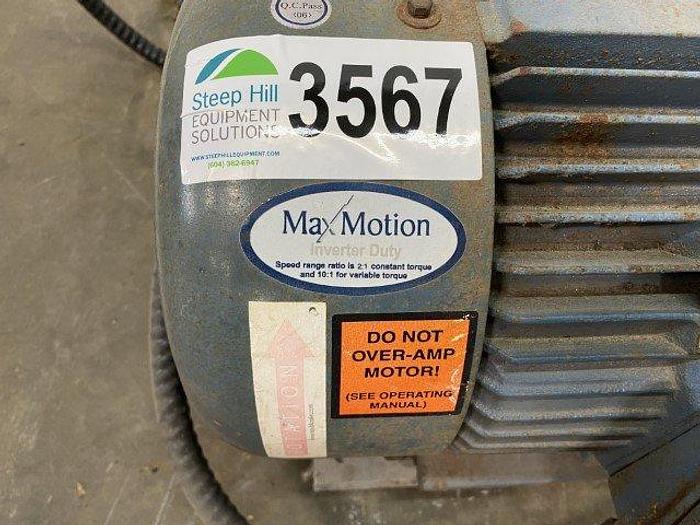 Q.C.Pass
(06)
Steep Hill
EQUIPMENT
SOLUTIONS
WWW.STEEPHILLEQUIPMENT.COM
(604) 382-6947
3567
MaxMotion
Inverter Duty
Speed range ratio is 2:1 constant torque
and 10:1 for variable torque
DO NOT
OVER-AMP
MOTOR!
(SEE OPERATING
MANUAL)